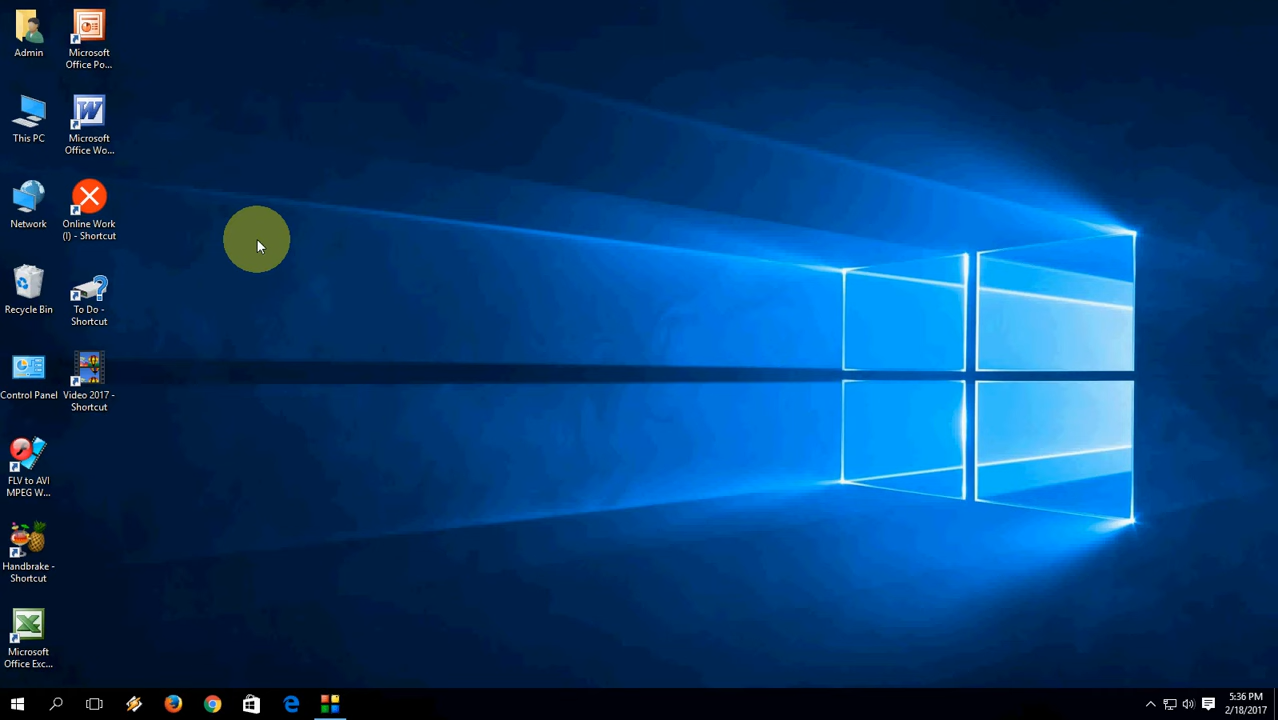 Admin
This PC
Network
Recycle Bin
Control Panel
FLV to AVI
MPEG W...
Handbrake -
Shortcut
Microsoft
Office Exc...
Microsoft
Office Po...
Microsoft
Office Wo...
Online Work
(I) - Shortcut
To Do -
Shortcut
Video 2017 -
Shortcut
5:36 PM
2/18/2017